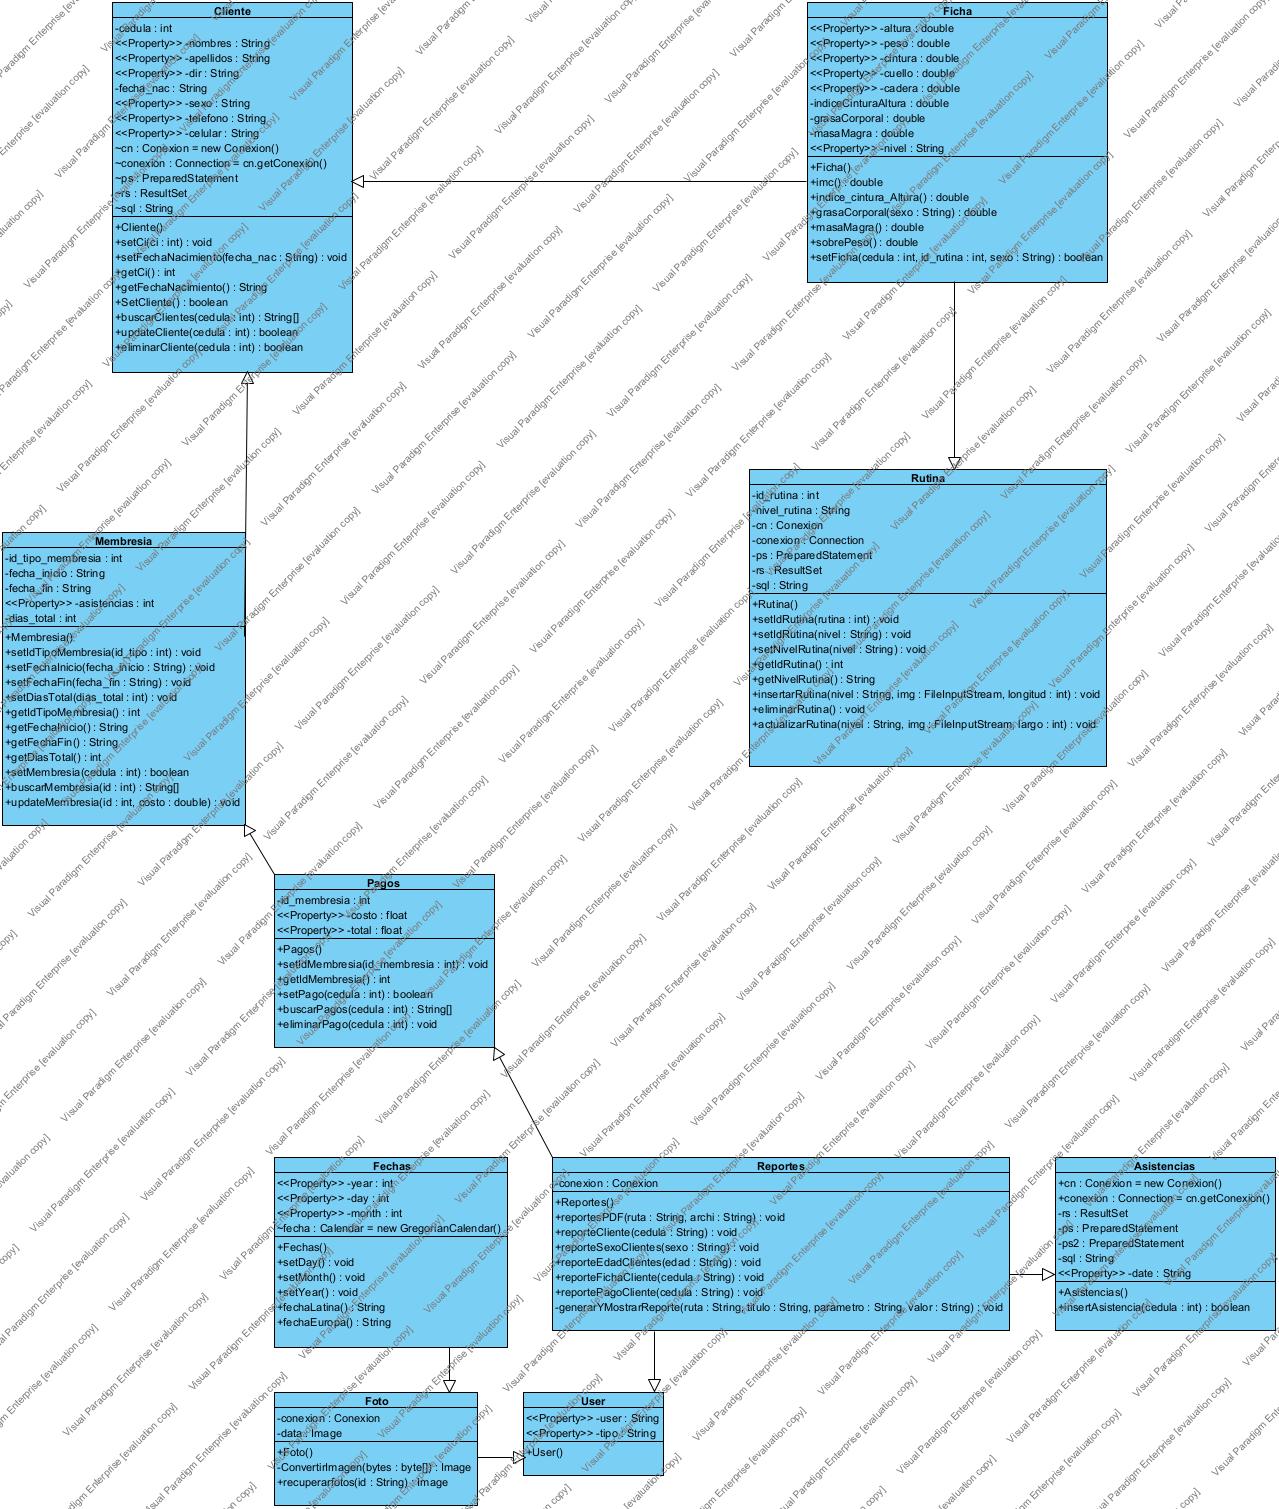 Cliente
-cedula : int
<<Property>> -nombres : String
<<Property>> -apellidos : String
<<Property>> -dir : String
-fecha_nac : String
<<Property>> -sexo : String
<<Property>> -telefono : String
<<Property>> -celular : String
~cn : Conexion = new Conexion()
~conexion : Connection = cn.getConexion()
~ps : PreparedStatement
~rs : ResultSet
~sql : String
+Cliente()
+setCi(ci : int) : void
+setFechaNacimiento(fecha_nac : String) : void
+getCi() : int
+getFechaNacimiento() : String
+SetCliente() : boolean
+buscarClientes(cedula : int) : String[]
+updateCliente(cedula : int) : boolean
+eliminarCliente(cedula : int) : boolean
Ficha
<<Property>> -altura : double
<<Property>> -peso : double
<<Property>> -cintura : double
<<Property>> -cuello : double
<<Property>> -cadera : double
-indiceCinturaAltura : double
-grasaCorporal : double
-masaMagra : double
<<Property>> -nivel : String
+Ficha()
+imc() : double
+indice_cintura_Altura() : double
+grasaCorporal(sexo : String) : double
+masaMagra() : double
+sobrePeso() : double
+setFicha(cedula : int, id_rutina : int, sexo : String) : boolean
Rutina
-id_rutina : int
-nivel_rutina : String
-cn : Conexion
-conexion : Connection
-ps : PreparedStatement
-rs : ResultSet
-sql : String
+Rutina()
+setIdRutina(rutina : int) : void
+setIdRutina(nivel : String) : void
+setNivelRutina(nivel : String) : void
+getIdRutina() : int
+getNivelRutina() : String
+insertarRutina(nivel : String, img : FileInputStream, longitud : int) : void
+eliminarRutina() : void
+actualizarRutina(nivel : String, img : FileInputStream, largo : int) : void
Membresia
-id_tipo_membresia : int
-fecha_inicio : String
-fecha_fin : String
<<Property>> -asistencias : int
-dias_total : int
+Membresia()
+setIdTipoMembresia(id_tipo : int) : void
+setFechaInicio(fecha_inicio : String) : void
+setFechaFin(fecha_fin : String) : void
+setDiasTotal(dias_total : int) : void
+getIdTipoMembresia() : int
+getFechaInicio() : String
+getFechaFin() : String
+getDiasTotal() : int
+setMembresia(cedula : int) : boolean
+buscarMembresia(id : int) : String[]
+updateMembresia(id : int, costo : double) : void
Pagos
-id_membresia : int
<<Property>> -costo : float
<<Property>> -total : float
+Pagos()
+setIdMembresia(id_membresia : int) : void
+getIdMembresia() : int
+setPago(cedula : int) : boolean
+buscarPagos(cedula : int) : String[]
+eliminarPago(cedula : int) : void
Fechas
<<Property>> -year : int
<<Property>> -day : int
<<Property>> -month : int
~fecha : Calendar = new GregorianCalendar()
+Fechas()
+setDay() : void
+setMonth() : void
+setYear() : void
+fechaLatina() : String
+fechaEuropa() : String
Reportes
-conexion : Conexion
+Reportes()
+reportesPDF(ruta : String, archi : String) : void
+reporteCliente(cedula : String) : void
+reporteSexoClientes(sexo : String) : void
+reporteEdadClientes(edad : String) : void
+reporteFichaCliente(cedula : String) : void
+reportePagoCliente(cedula : String) : void
-generarYMostrarReporte(ruta : String, titulo : String, parametro : String, valor : String) : void
Asistencias
+cn : Conexion = new Conexion()
+conexion : Connection = cn.getConexion()
-rs : ResultSet
-ps : PreparedStatement
-ps2 : PreparedStatement
-sql : String
<<Property>> -date : String
+Asistencias()
+insertAsistencia(cedula : int) : boolean
Foto
-conexion : Conexion
-data : Image
+Foto()
-ConvertirImagen(bytes : byte[]) : Image
+recuperarfotos(id : String) : Image
User
<<Property>> -user : String
<<Property>> -tipo : String
+User()
Visual Paradigm Enterprise [evaluation copy]